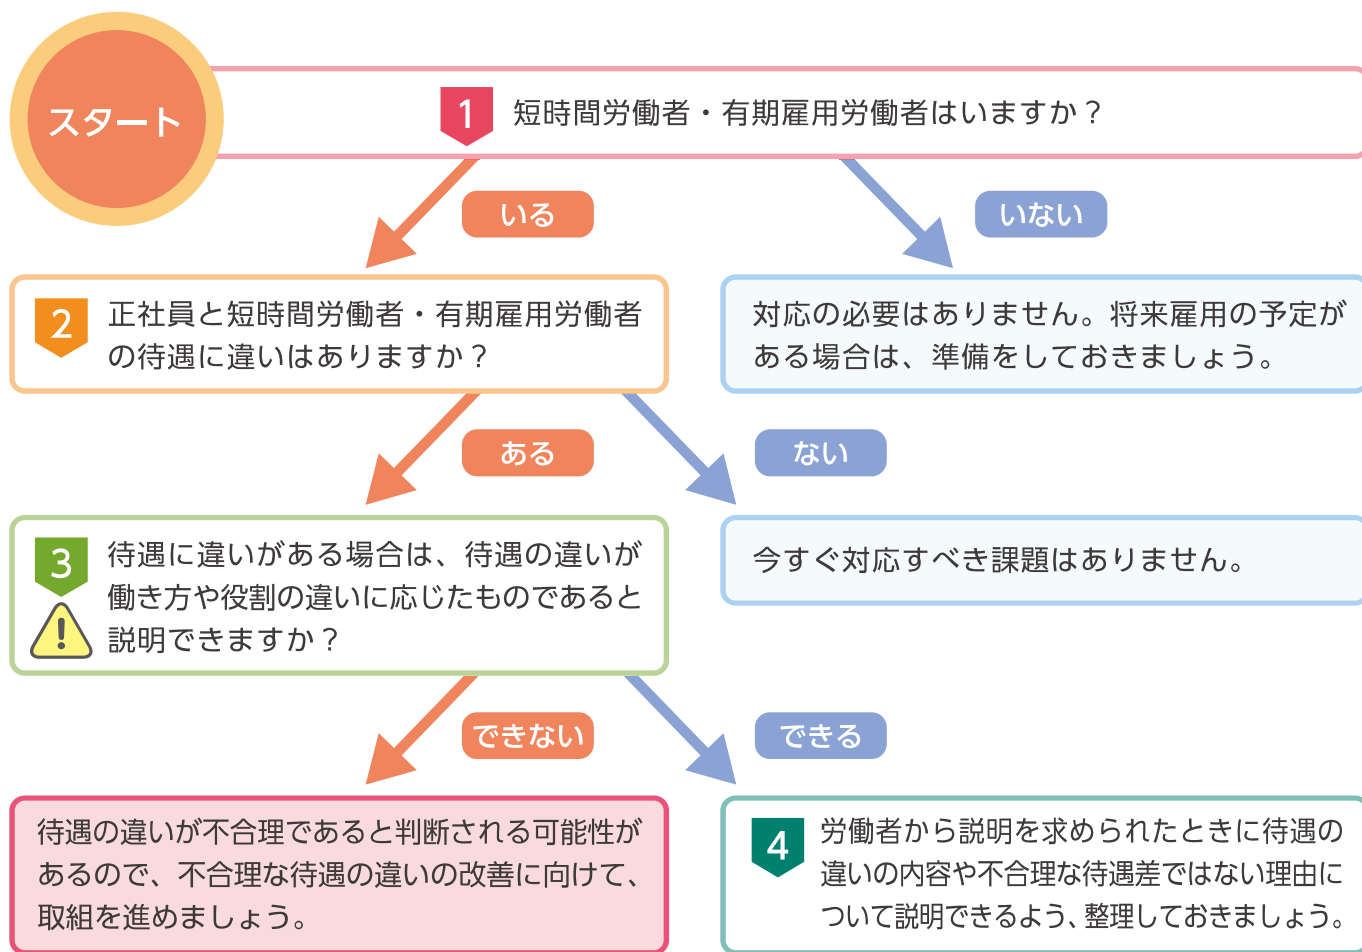 スタート
1 短時間労働者・有期雇用労働者はいますか？
いる
いない
2 正社員と短時間労働者・有期雇用労働者
の待遇に違いはありますか？
対応の必要はありません。将来雇用の予定が
ある場合は、準備をしておきましょう。
ある
ない
3 待遇に違いがある場合は、待遇の違いが
働き方や役割の違いに応じたものであると
説明できますか？
!
今すぐ対応すべき課題はありません。
できない
できる
待遇の違いが不合理であると判断される可能性が
あるので、不合理な待遇の違いの改善に向けて、
取組を進めましょう。
4 労働者から説明を求められたときに待遇の
違いの内容や不合理な待遇差ではない理由に
ついて説明できるよう、整理しておきましょう。